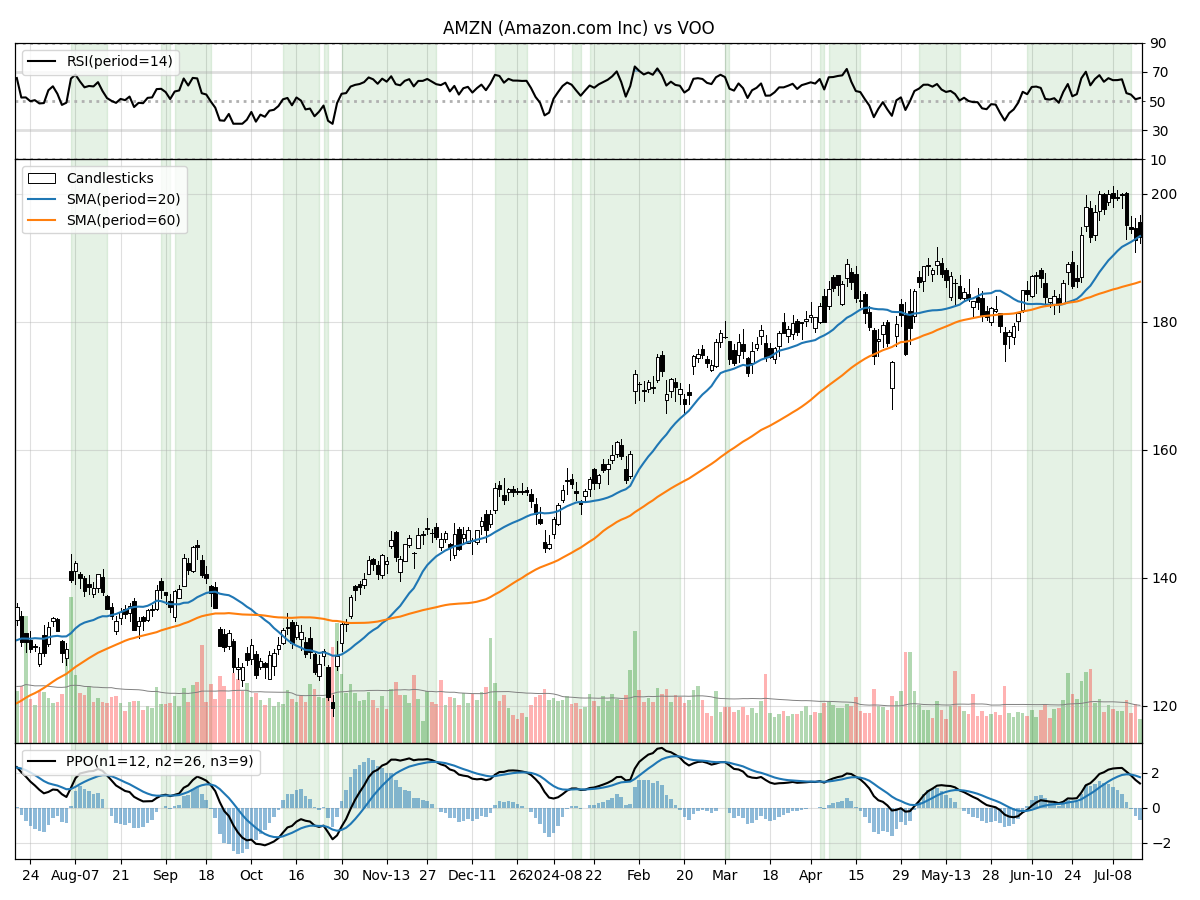 AMZN (Amazon.com Inc) vs VOO
RSI(period=14)
90
70
50
30
10
Candlesticks
SMA(period=20)
SMA(period=60)
200
180
160
140
120
PPO(n1=12, n2=26, n3=9)
2
0
−2
24 Aug-07 21 Sep 18 Oct 16 30 Nov-13 27 Dec-11 26 2024-08 22 Feb 20 Mar 18 Apr 15 29 May-13 28 Jun-10 24 Jul-08